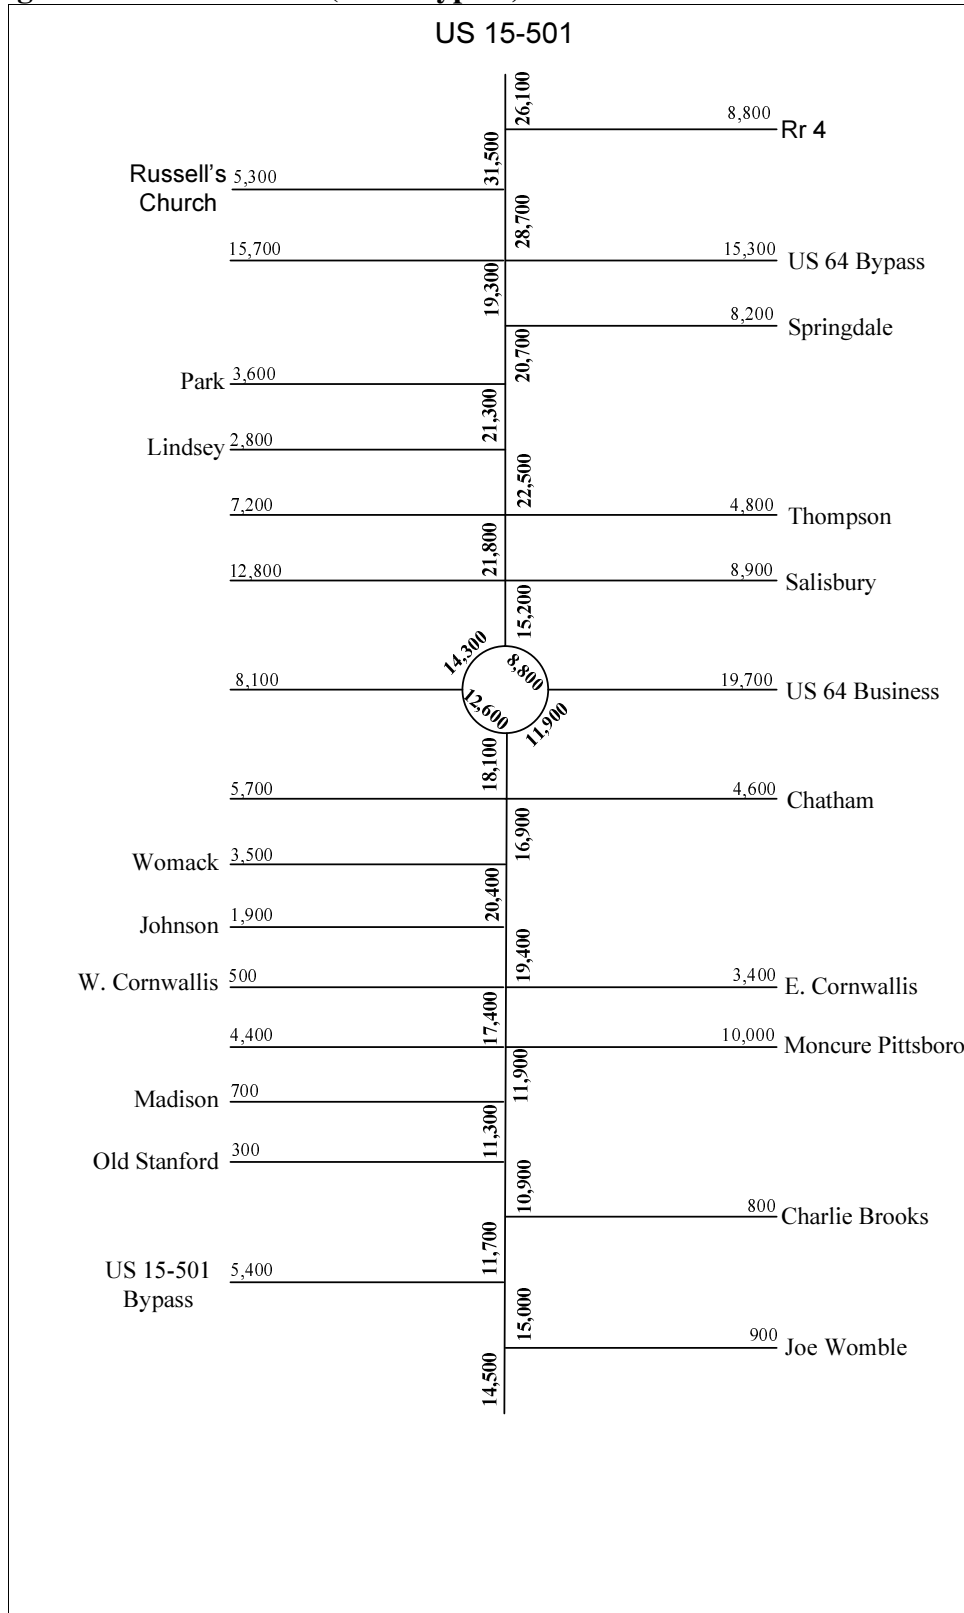 US 15-501
26,100
8,800
Rr 4
31,500
Russell's 5,300
Church
28,700
15,700
15,300
US 64 Bypass
19,300
8,200
Springdale
20,700
Park 3,600
21,300
Lindsey 2,800
22,500
7,200
4,800
Thompson
21,800
12,800
8,900
Salisbury
15,200
14,300
8,800
8,100
19,700
US 64 Business
12,600
11,900
18,100
5,700
4,600
Chatham
16,900
Womack 3,500
20,400
Johnson 1,900
19,400
W. Cornwallis 500
3,400
E. Cornwallis
17,400
4,400
10,000
Moncure Pittsboro
11,900
Madison 700
11,300
Old Stanford 300
10,900
800
Charlie Brooks
11,700
US 15-501 5,400
Bypass
15,000
900
Joe Womble
14,500